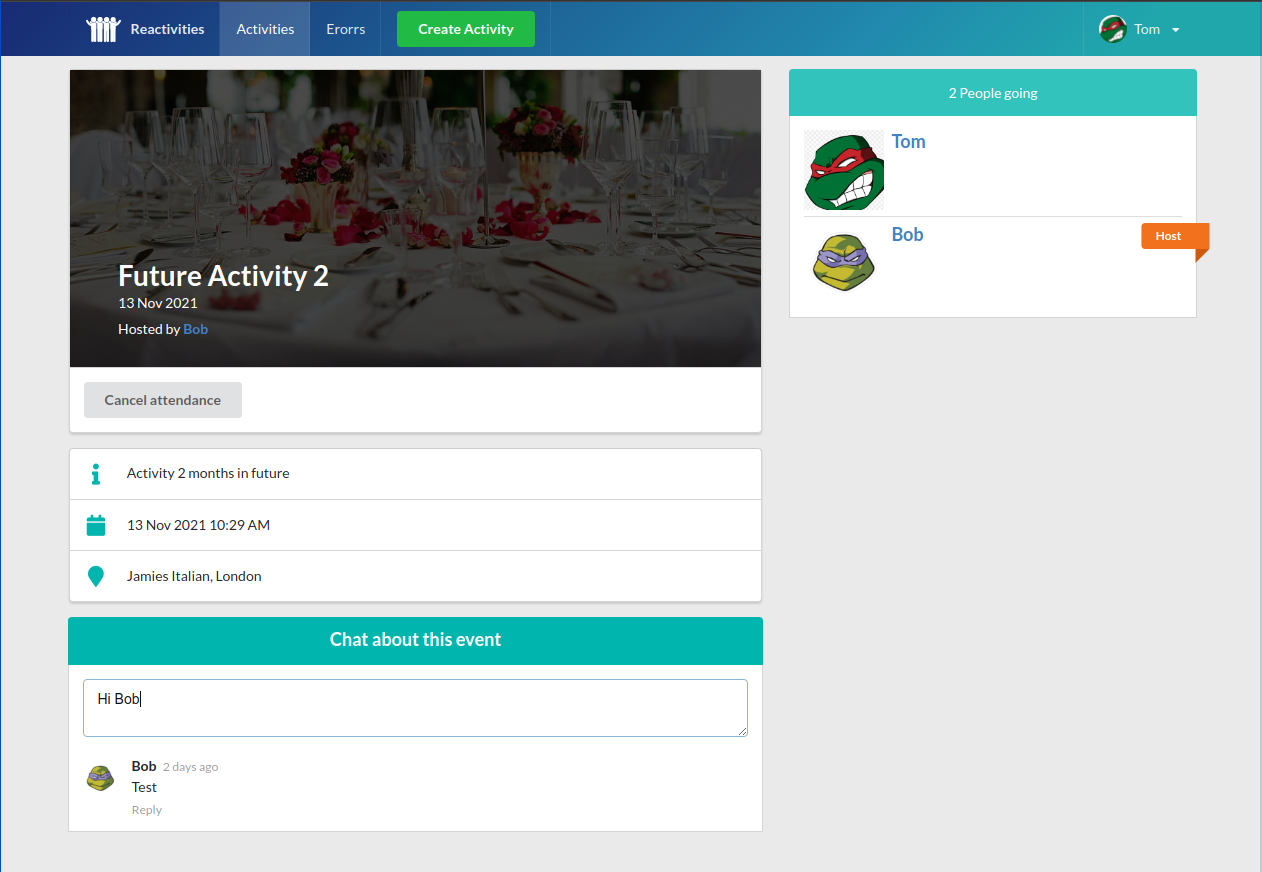 Reactivities
Activities
Erorrs
Create Activity
Tom
Future Activity 2
13 Nov 2021
Hosted by Bob
Cancel attendance
Activity 2 months in future
13 Nov 2021 10:29 AM
Jamies Italian, London
Chat about this event
Hi Bob
Bob 2 days ago
Test
Reply
2 People going
Tom
Bob
Host